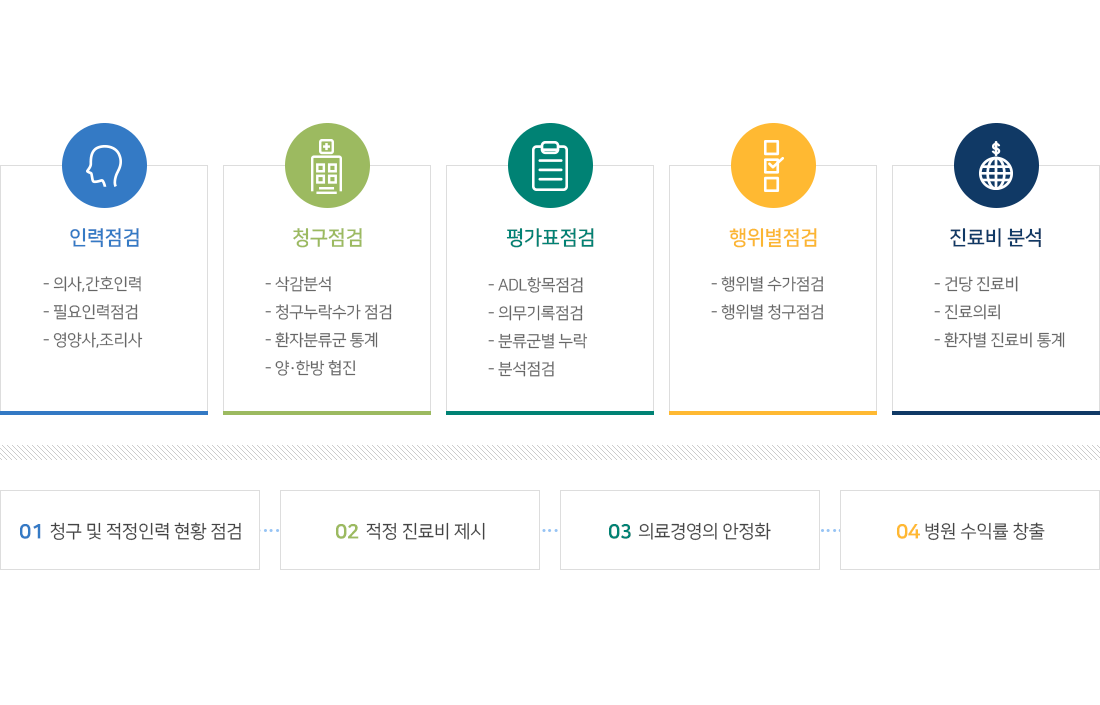 인력점검
- 의사,간호인력
- 필요인력점검
- 영양사,조리사
청구점검
- 삭감분석
- 청구누락수가 점검
- 환자분류군 통계
- 양·한방 협진
평가표점검
- ADL항목점검
- 의무기록점검
- 분류군별 누락
- 분석점검
행위별점검
- 행위별 수가점검
- 행위별 청구점검
진료비 분석
- 건당 진료비
- 진료의뢰
- 환자별 진료비 통계
01 청구 및 적정인력 현황 점검
02 적정 진료비 제시
03 의료경영의 안정화
04 병원 수익률 창출